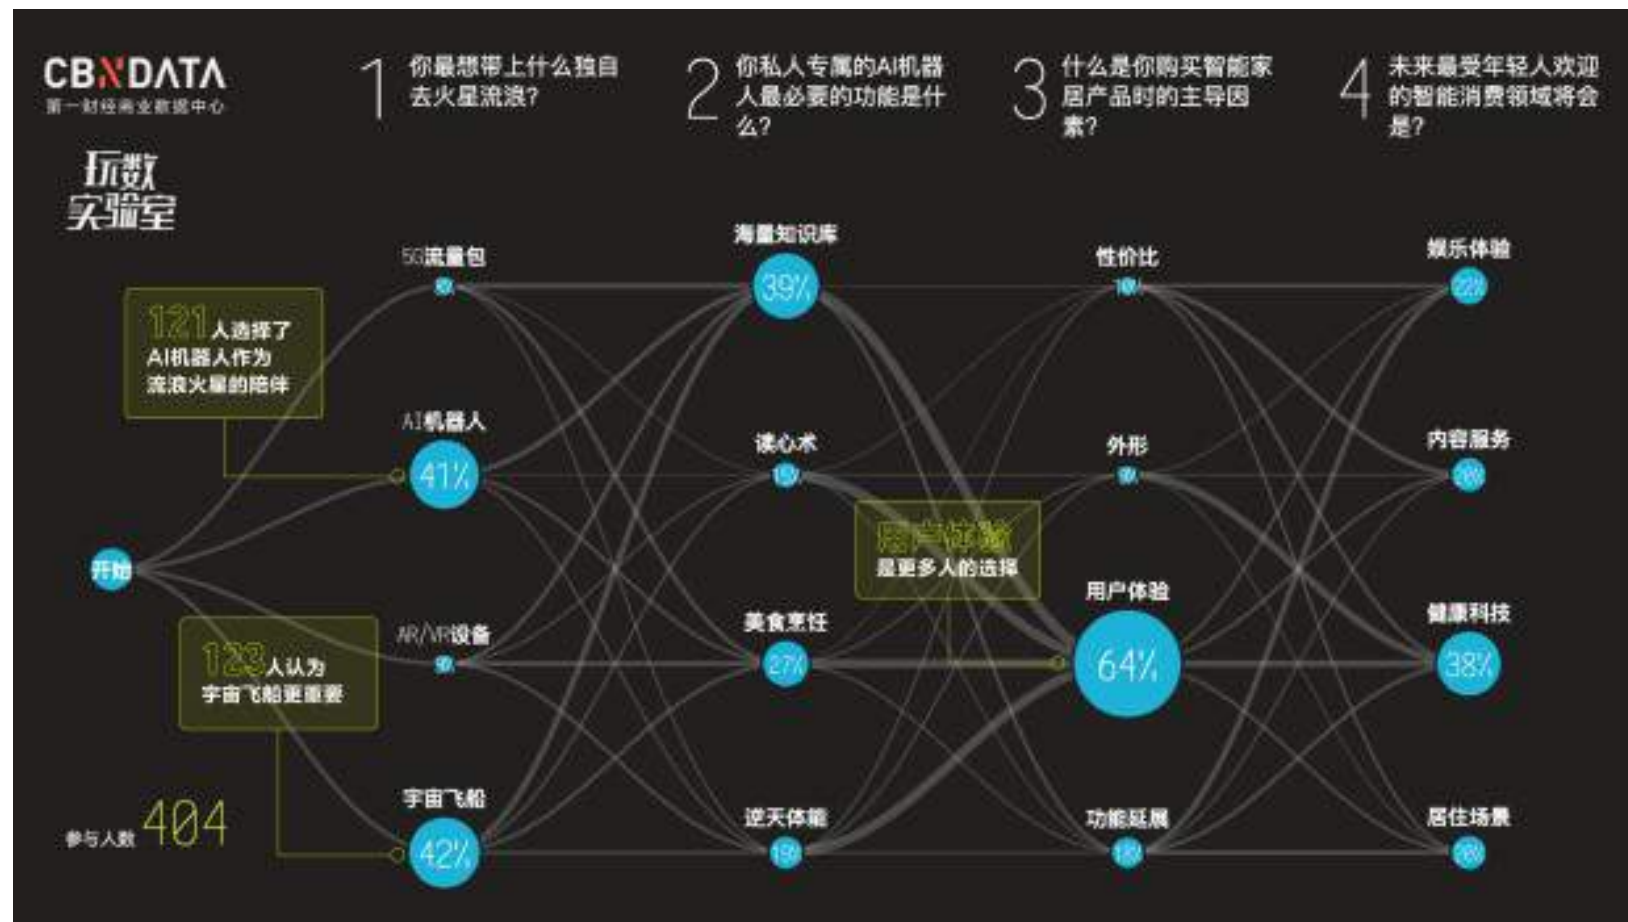 CBNDATA
第一财经商业数据中心
玩数
实验室
1
你最想带上什么独自
去火星流浪?
2
你私人专属的AI机器
人最必要的功能是什
么?
3
什么是你购买智能家
居产品时的主导因
素?
4
未来最受年轻人欢迎
的智能消费领域将会
是?
5G流量包
海量知识库
39%
性价比
10%
娱乐体验
22%
121人选择了
AI机器人作为
流浪火星的陪伴
AI机器人
41%
读心术
15%
外形
内容服务
20%
开始
用户体验
是更多人的选择
用户体验
64%
123人认为
宇宙飞船更重要
AR/VR设备
美食烹饪
27%
健康科技
38%
参与人数404
宇宙飞船
42%
逆天体能
19%
功能延展
居住场景
20%